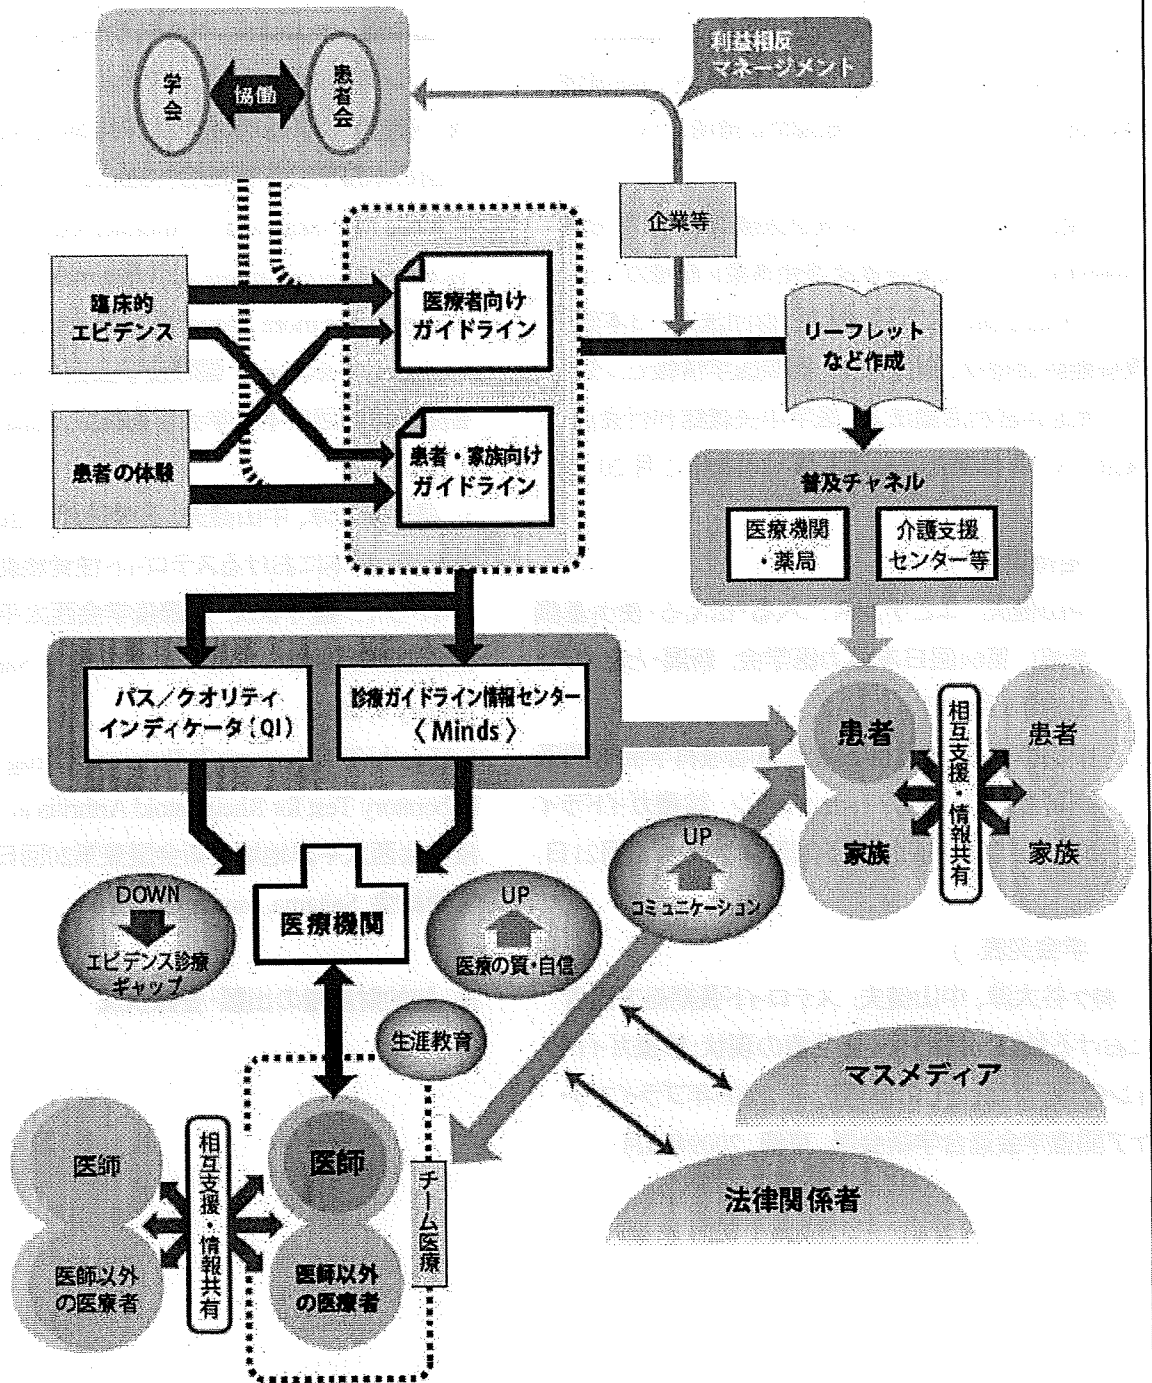 学会
協働
患者会
利益相反
マネージメント
企業等
臨床的
エビデンス
患者の体験
医療者向け
ガイドライン
患者・家族向け
ガイドライン
リーフレット
など作成
普及チャネル
医療機関
・薬局
介護支援
センター等
パス／クオリティ
インディケータ（QI）
診療ガイドライン情報センター
〈Minds〉
患者
家族
相互支援・情報共有
患者
家族
DOWN
エビデンス診療
ギャップ
医療機関
UP
医療の質・自信
UP
コミュニケーション
生涯教育
マスメディア
法律関係者
医師
医師以外
の医療者
相互支援・情報共有
医師
医師以外
の医療者
チーム医療